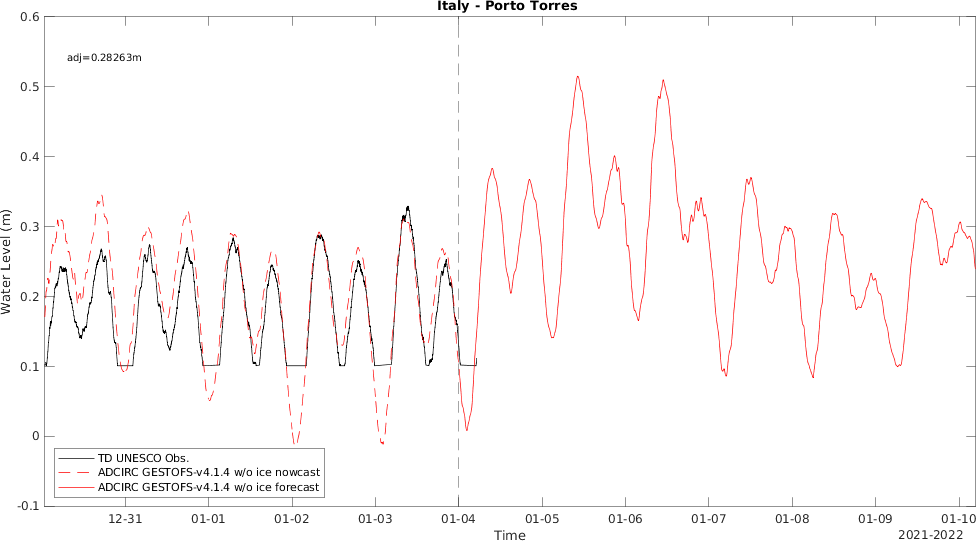 Italy - Porto Torres
adj=0.28263m
0.6
0.5
0.4
0.3
0.2
0.1
0
-0.1
Water Level (m)
TD UNESCO Obs.
ADCIRC GESTOFS-v4.1.4 w/o ice nowcast
ADCIRC GESTOFS-v4.1.4 w/o ice forecast
12-31 01-01 01-02 01-03 01-04 01-05 01-06 01-07 01-08 01-09 01-10
Time
2021-2022